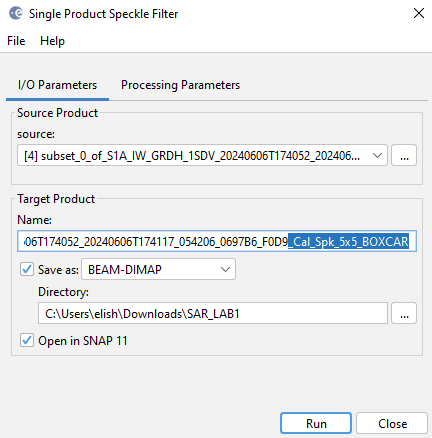 Single Product Speckle Filter
File Help
I/O Parameters Processing Parameters
Source Product
source:
[4] subset_0_of_S1A_IW_GRDH_1SDV_20240606T174052_202406... ...
Target Product
Name:
06T174052_20240606T174117_054206_0697B6_F0D9_Cal_Spk_5x5_BOXCAR
Save as: BEAM-DIMAP
Directory:
C:\Users\elish\Downloads\SAR_LAB1 ...
Open in SNAP 11
Run Close